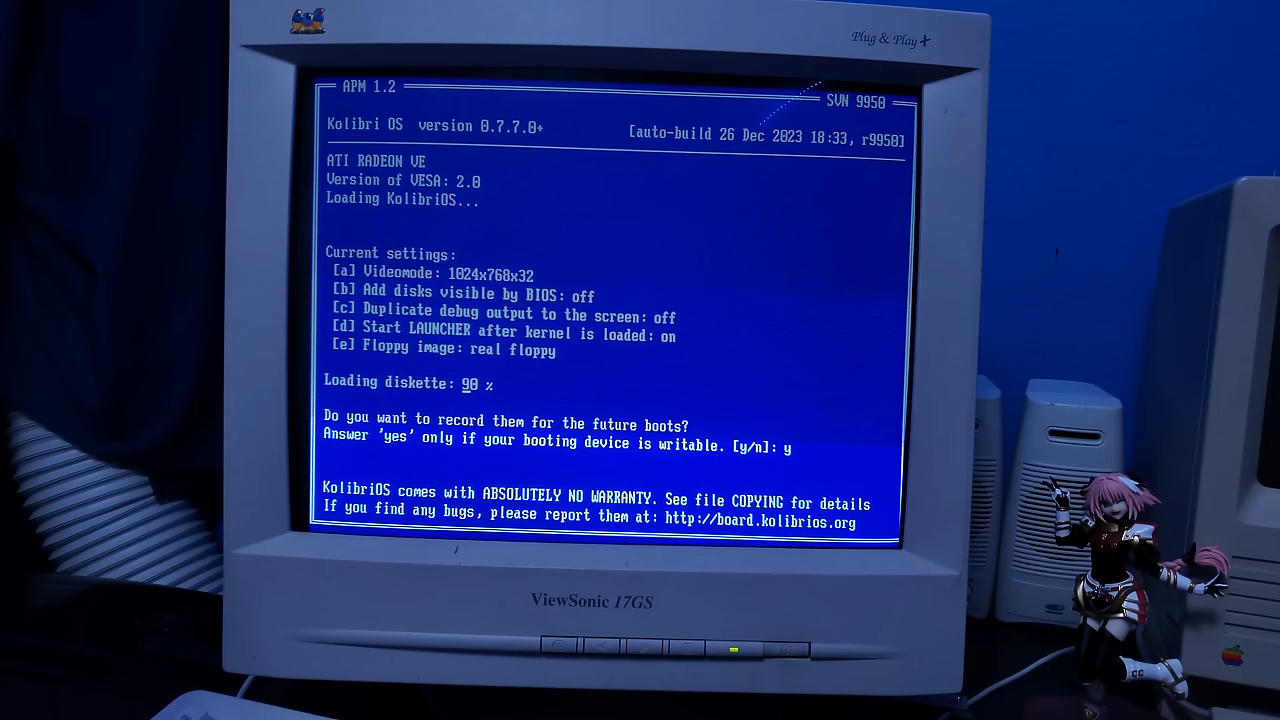 Plug & Play+
APM 1.2
SVN 9950
Kolibri OS version 0.7.7.0+
[auto-build 26 Dec 2023 18:33, r9950]
ATI RADEON VE
Version of VESA: 2.0
Loading KolibriOS...
Current settings:
[a] Videomode: 1024x768x32
[b] Add disks visible by BIOS: off
[c] Duplicate debug output to the screen: off
[d] Start LAUNCHER after kernel is loaded: on
[e] Floppy image: real floppy
Loading diskette: 90 %
Do you want to record them for the future boots?
Answer 'yes' only if your booting device is writable. [y/n]: y
KolibriOS comes with ABSOLUTELY NO WARRANTY. See file COPYING for details
If you find any bugs, please report them at: http://board.kolibrios.org
ViewSonic 17GS